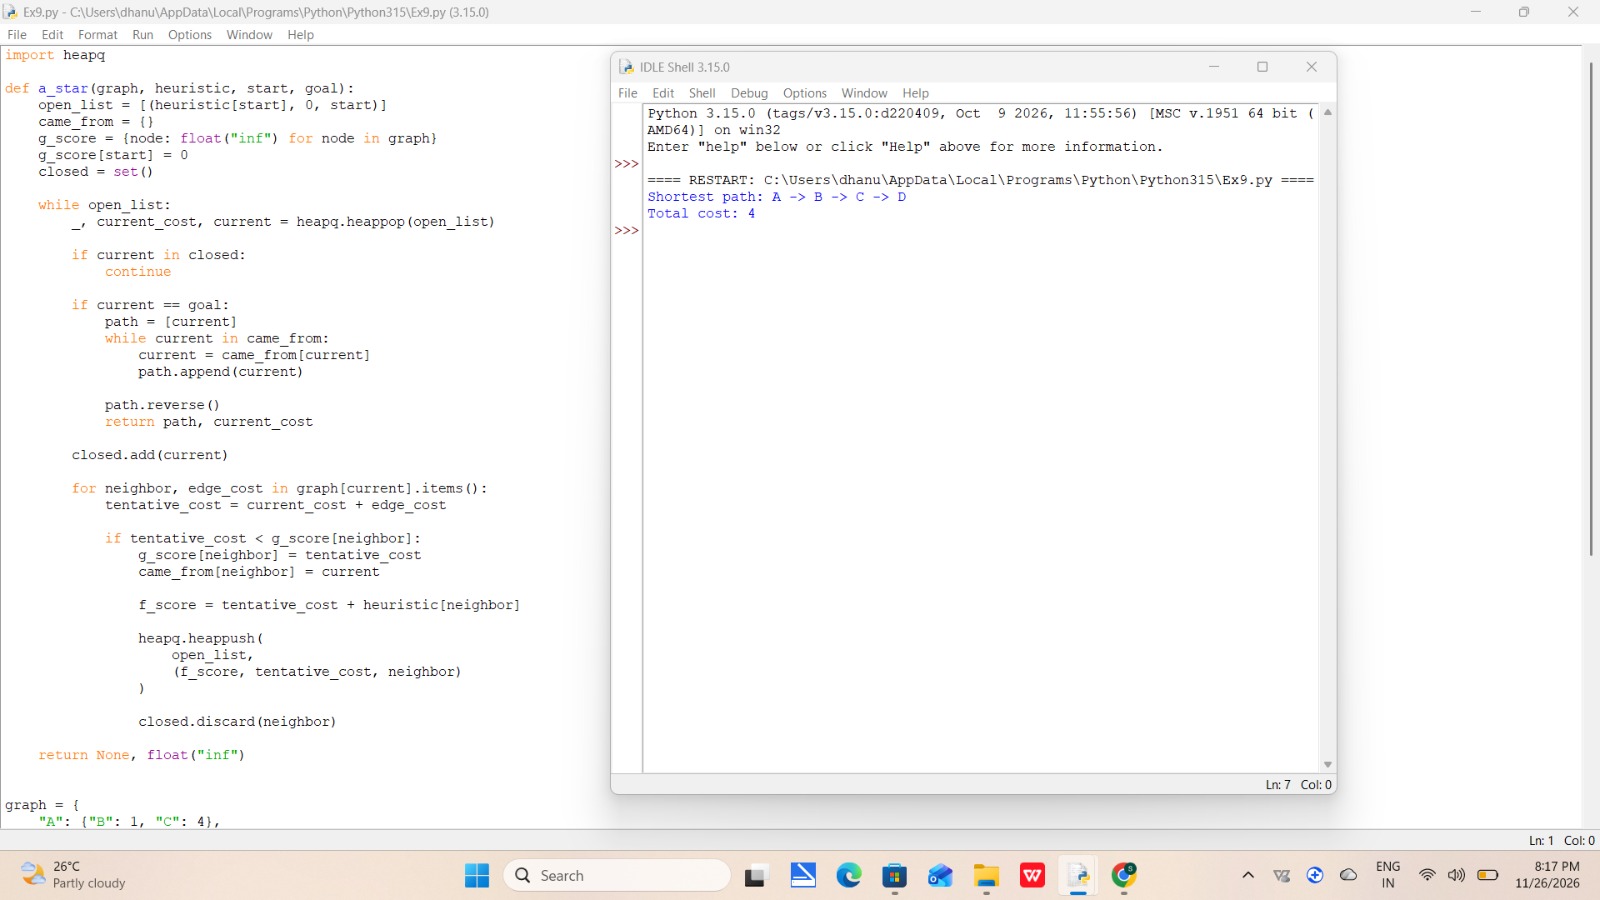 Ex9.py - C:\Users\dhanu\AppData\Local\Programs\Python\Python315\Ex9.py (3.15.0)
File Edit Format Run Options Window Help
import heapq
def a_star(graph, heuristic, start, goal):
    open_list = [(heuristic[start], 0, start)]
    came_from = {}
    g_score = {node: float("inf") for node in graph}
    g_score[start] = 0
    closed = set()
    while open_list:
        _, current_cost, current = heapq.heappop(open_list)
        if current in closed:
            continue
        if current == goal:
            path = [current]
            while current in came_from:
                current = came_from[current]
                path.append(current)
            path.reverse()
            return path, current_cost
        closed.add(current)
        for neighbor, edge_cost in graph[current].items():
            tentative_cost = current_cost + edge_cost
            if tentative_cost < g_score[neighbor]:
                g_score[neighbor] = tentative_cost
                came_from[neighbor] = current
                f_score = tentative_cost + heuristic[neighbor]
                heapq.heappush(
                    open_list,
                    (f_score, tentative_cost, neighbor)
                )
                closed.discard(neighbor)
    return None, float("inf")
graph = {
    "A": {"B": 1, "C": 4},
IDLE Shell 3.15.0
File Edit Shell Debug Options Window Help
Python 3.15.0 (tags/v3.15.0:d220409, Oct  9 2026, 11:55:56) [MSC v.1951 64 bit (
AMD64)] on win32
Enter "help" below or click "Help" above for more information.
>>>
==== RESTART: C:\Users\dhanu\AppData\Local\Programs\Python\Python315\Ex9.py ====
Shortest path: A -> B -> C -> D
Total cost: 4
>>>
Ln: 7 Col: 0
Ln: 1 Col: 0
26°C
Partly cloudy
Search
ENG
IN
8:17 PM
11/26/2026